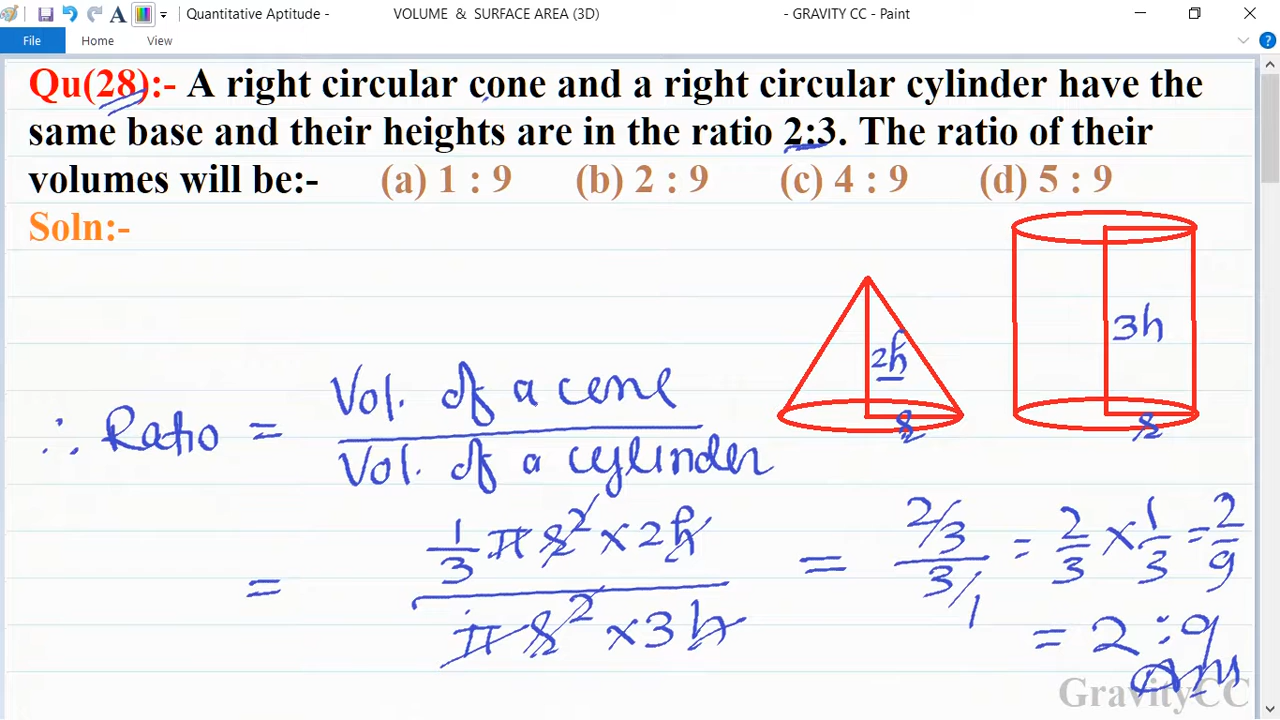 Quantitative Aptitude - VOLUME & SURFACE AREA (3D) - GRAVITY CC - Paint
File Home View
Qu(28):- A right circular cone and a right circular cylinder have the
same base and their heights are in the ratio 2:3. The ratio of their
volumes will be:- (a) 1 : 9 (b) 2 : 9 (c) 4 : 9 (d) 5 : 9
Soln:-
3h
2h
r r
∴ Ratio = Vol. of a cone / Vol. of a cylinder
= 1/3 π r² × 2h / π r² × 3h = 2/3 / 3/1 = 2/3 × 1/3 = 2/9
= 2 : 9
Ans
GravityCC